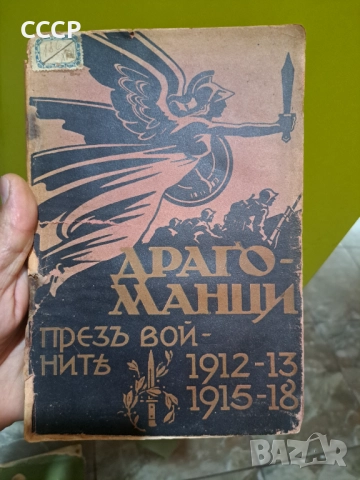 СССР
ДРАГО-
МАНЦИ
ПРЕЗЪ ВОЙ-
НИТѢ
1912-13
1915-18
BAZAR